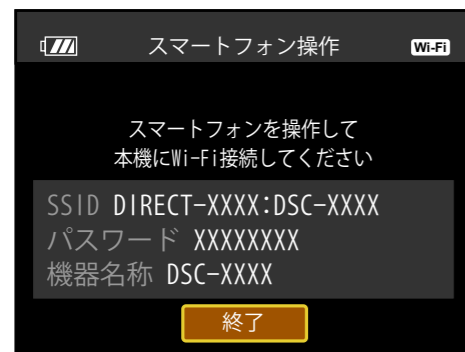 スマートフォン操作 Wi-Fi
スマートフォンを操作して
本機にWi-Fi接続してください
SSID DIRECT-XXXX:DSC-XXXX
パスワード XXXXXXXX
機器名称 DSC-XXXX
終了